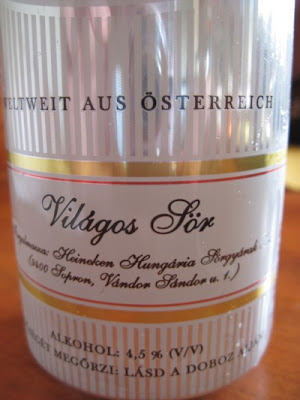 WELTWEIT AUS ÖSTERREICH
Világos Sör
Heineken Hungária Sörgyárak
(9400 Sopron, Vándor Sándor u. 1.)
ALKOHOL: 4,5 % (V/V)
MEGŐRZI: LÁSD A DOBOZ ALJÁN